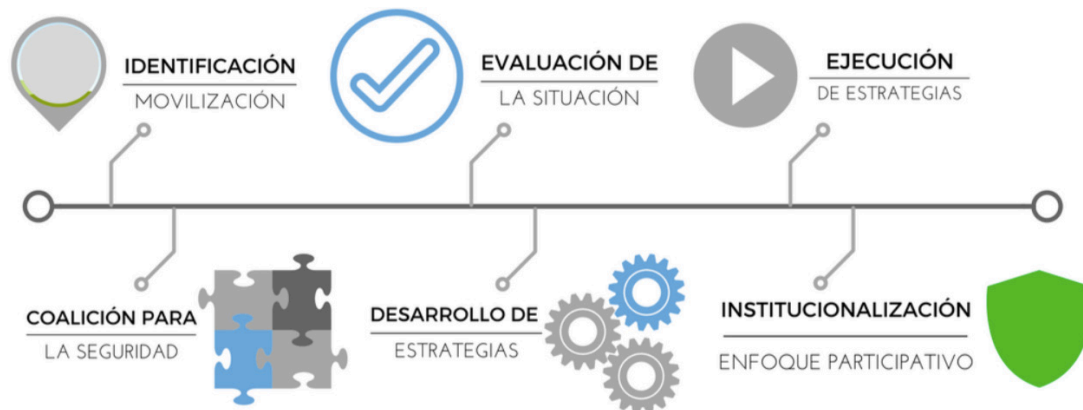 IDENTIFICACIÓN
MOVILIZACIÓN
EVALUACIÓN DE
LA SITUACIÓN
EJECUCIÓN
DE ESTRATEGIAS
COALICIÓN PARA
LA SEGURIDAD
DESARROLLO DE
ESTRATEGIAS
INSTITUCIONALIZACIÓN
ENFOQUE PARTICIPATIVO